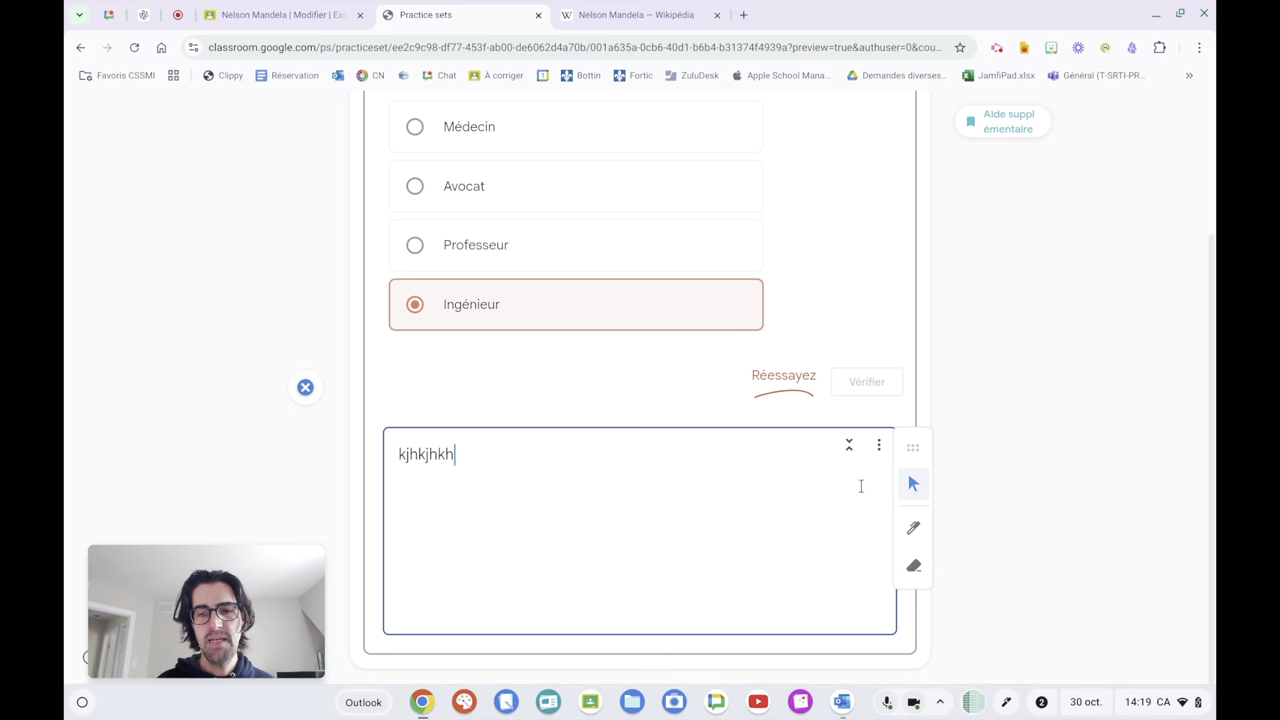 Nelson Mandela | Modifier | Exe
Practice sets
Nelson Mandela — Wikipédia
classroom.google.com/ps/practiceset/ee2c9c98-df77-453f-ab00-de6062d4a70b/001a635a-0cb6-40d1-b6b4-b31374f4939a?preview=true&authuser=0&cou...
Favoris CSSMI
Clippy
Réservation
CN
Chat
À corriger
Bottin
Fortic
ZuluDesk
Apple School Mana...
Demandes diverses...
JamfiPad.xlsx
Général (T-SRTI-PR...
»
Aide suppl
émentaire
Médecin
Avocat
Professeur
Ingénieur
Réessayez
Vérifier
kjhkjhkh
Outlook
2
30 oct.
14:19 CA